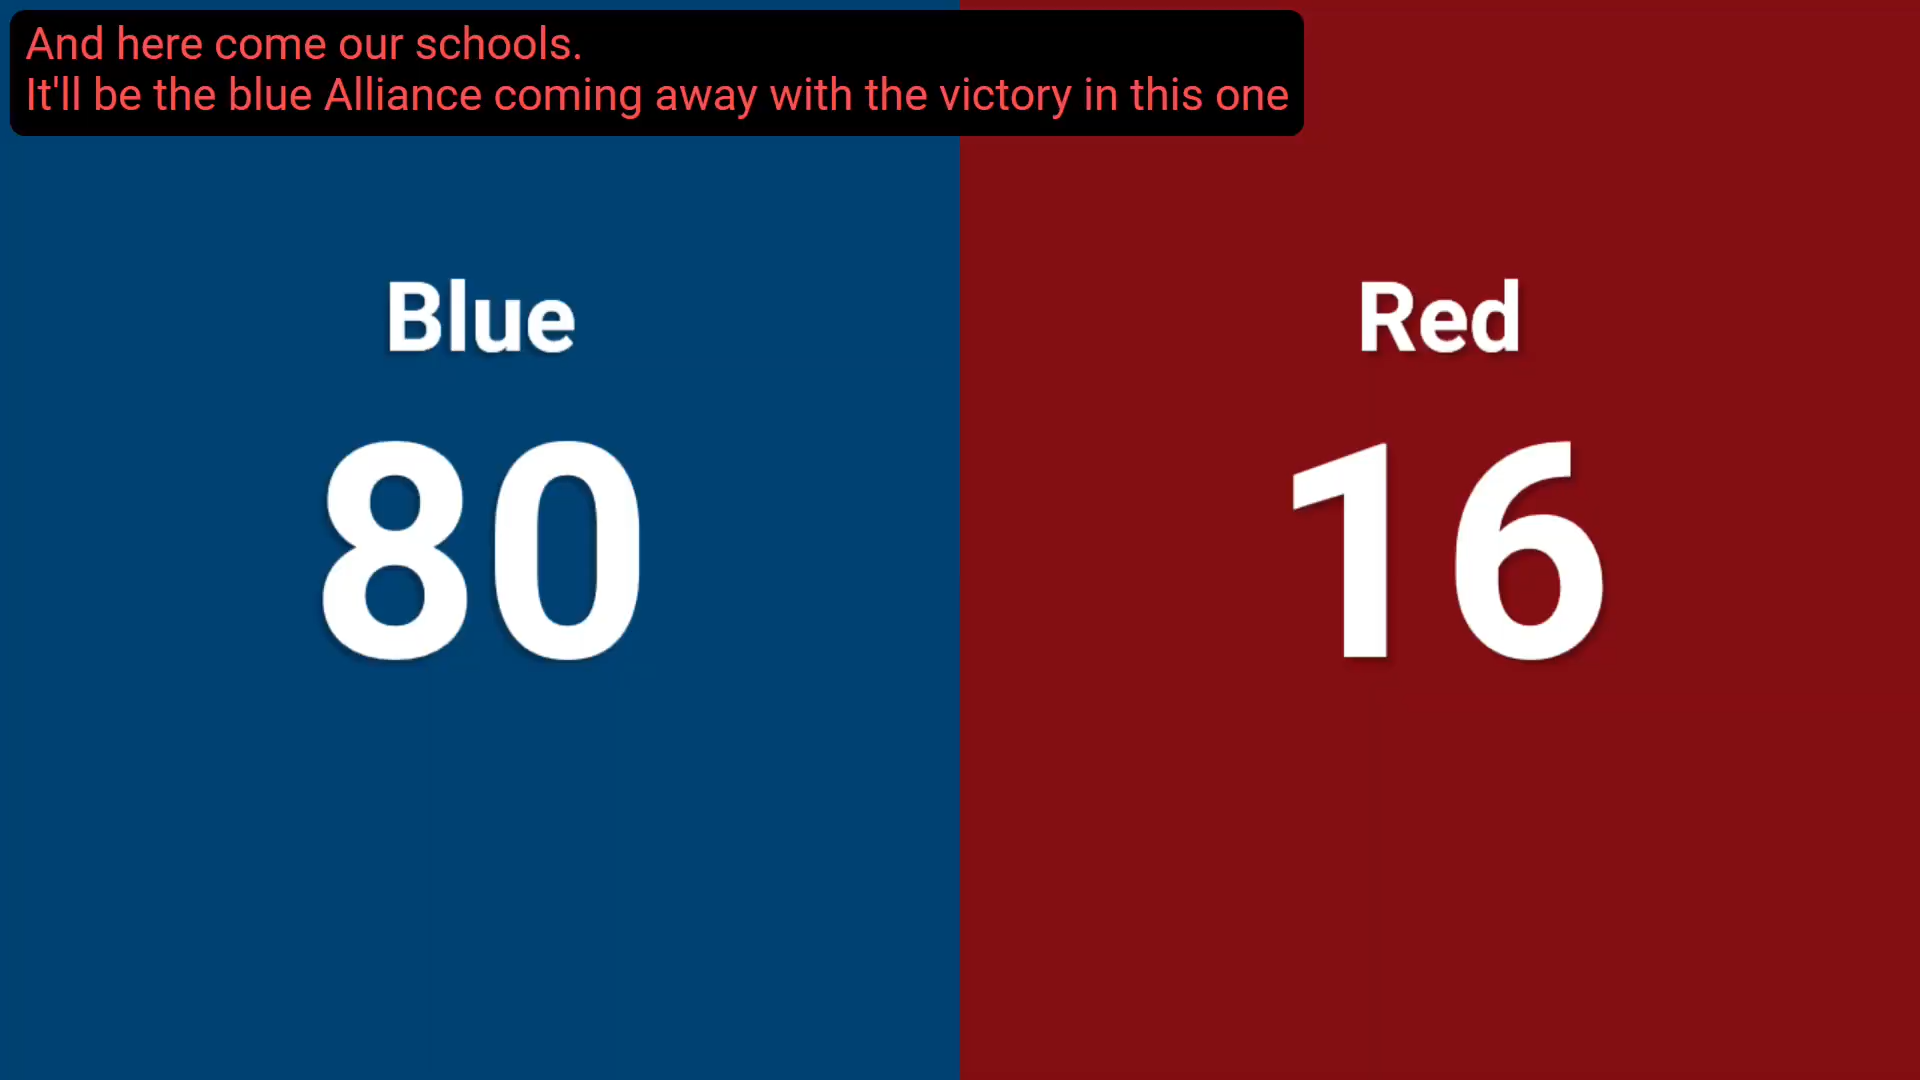 And here come our schools.
It'll be the blue Alliance coming away with the victory in this one
Blue
80
Red
16